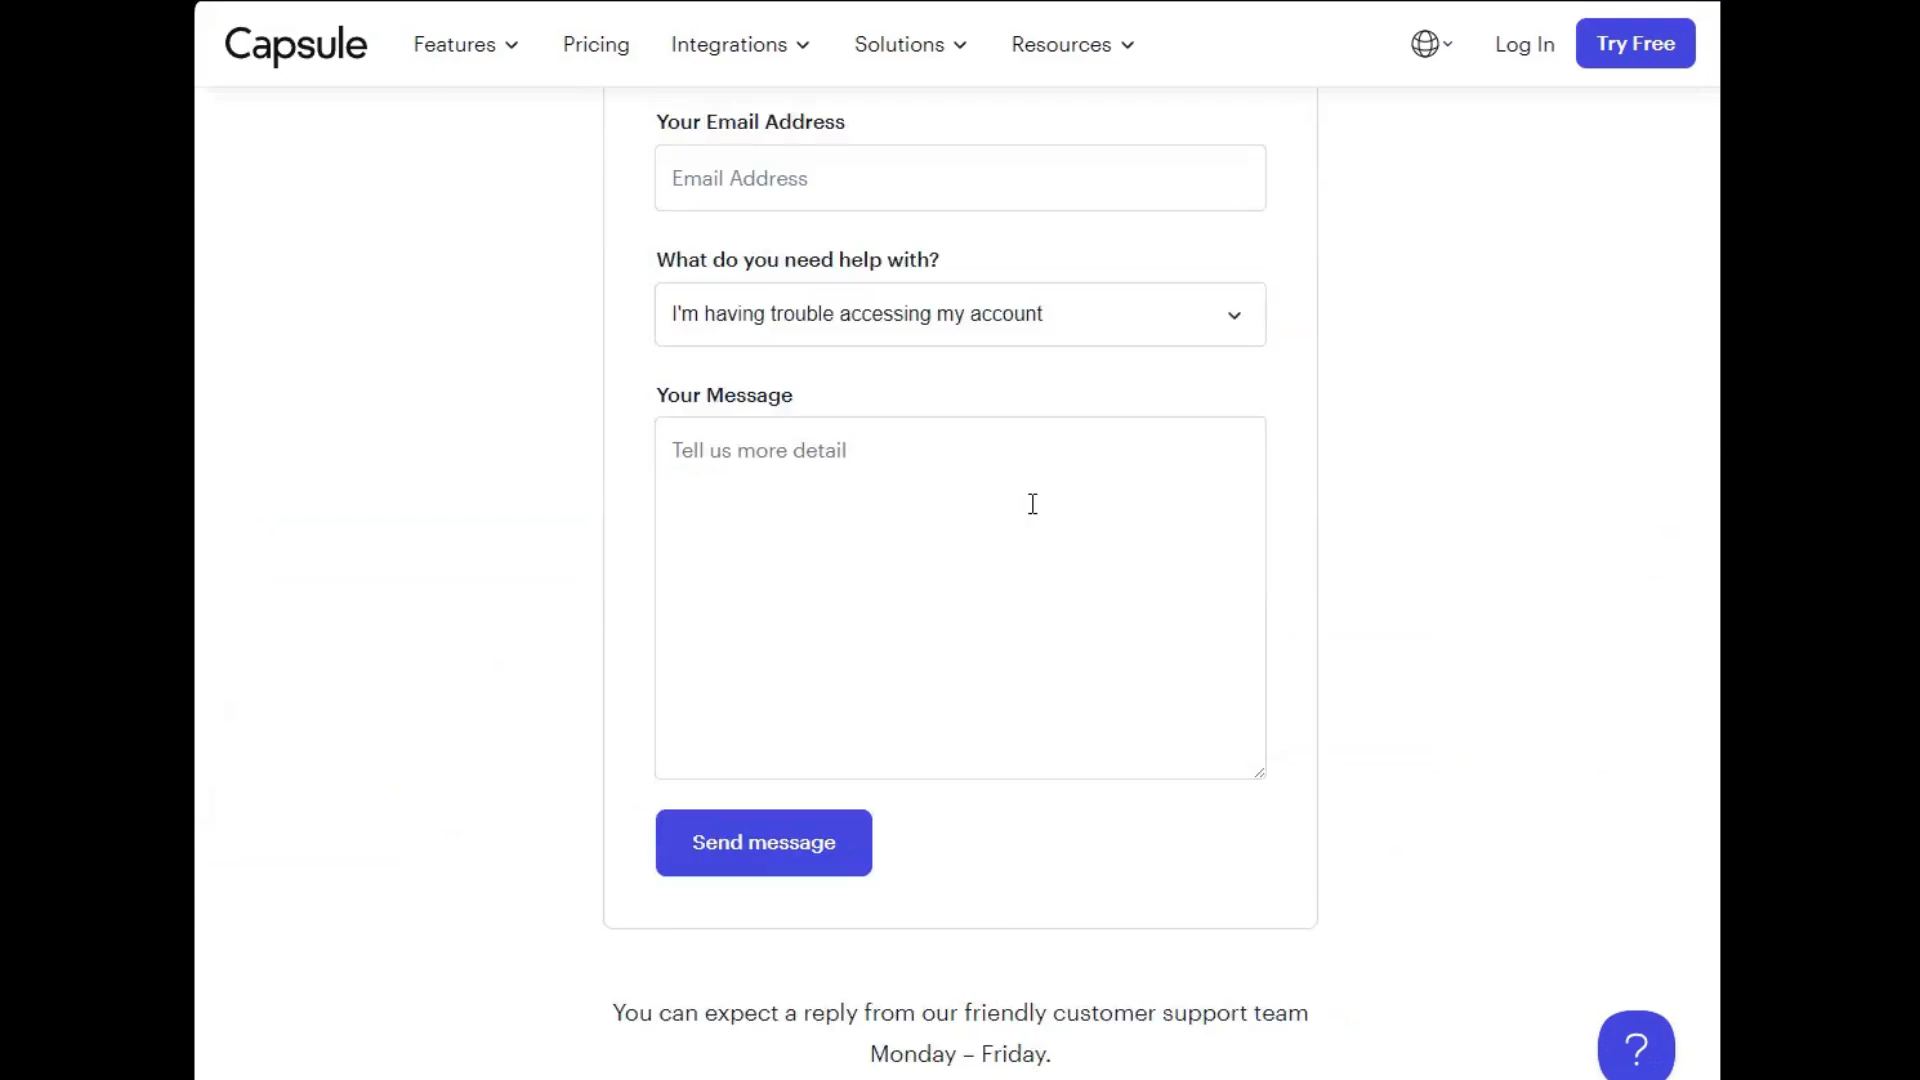 Capsule Features Pricing Integrations Solutions Resources Log In Try Free
Your Email Address
Email Address
What do you need help with?
I'm having trouble accessing my account
Your Message
Tell us more detail
Send message
You can expect a reply from our friendly customer support team
Monday – Friday.
?